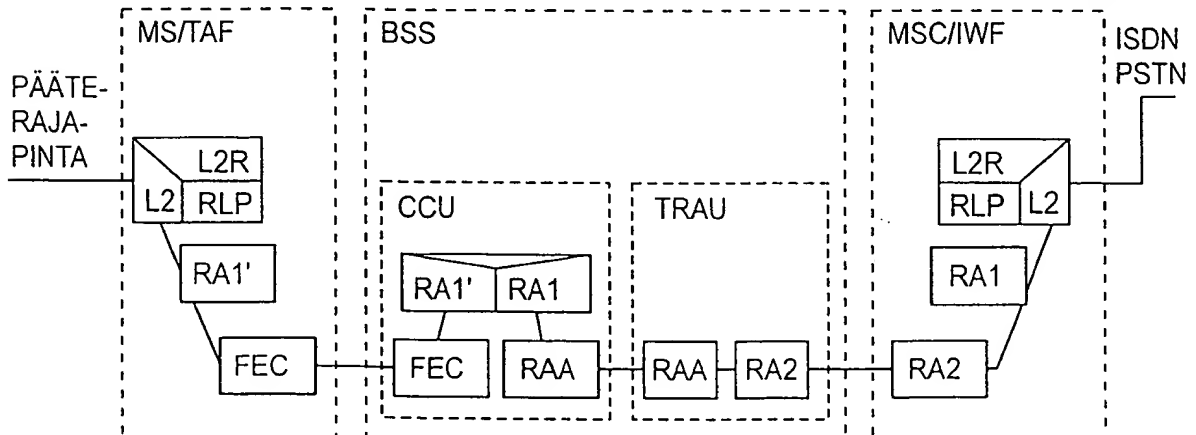 MS/TAF
BSS
MSC/IWF
ISDN
PSTN
PÄÄTE-
RAJA-
PINTA
L2R
L2
RLP
RA1'
FEC
CCU
RA1'
RA1
FEC
RAA
TRAU
RAA
RA2
L2R
RLP
L2
RA1
RA2